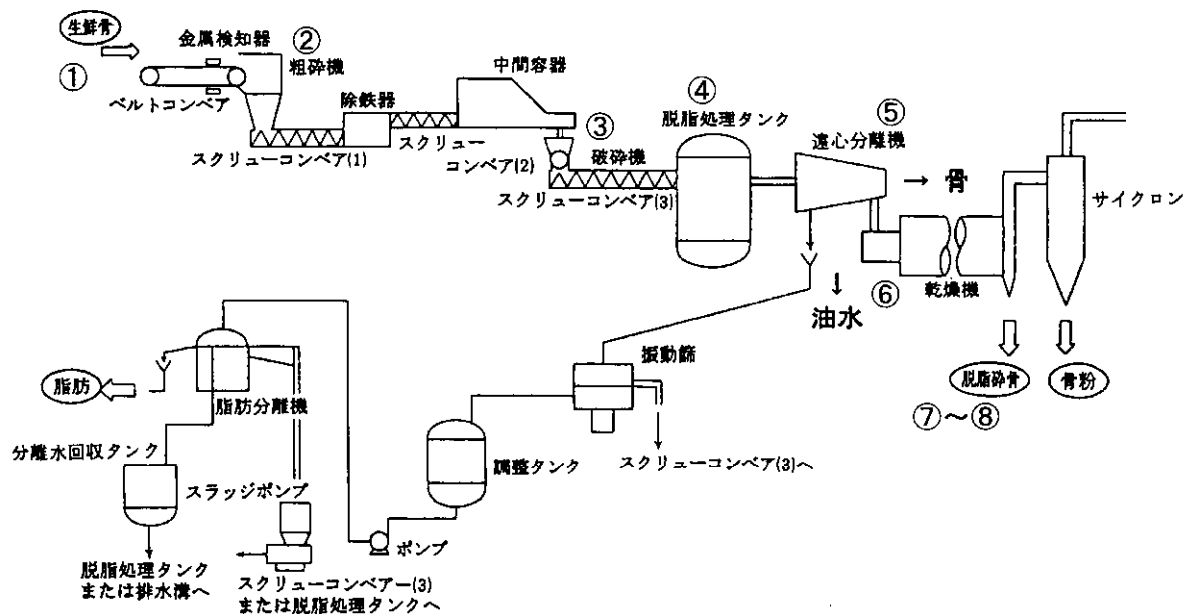 生鮮骨
①
金属検知器
ベルトコンベア
②
粗砕機
スクリューコンベア(1)
除鉄器
スクリュー
コンベア(2)
中間容器
③
破砕機
スクリューコンベア(3)
④
脱脂処理タンク
⑤
遠心分離機
→ 骨
サイクロン
⑥
乾燥機
↓
油水
脱脂砕骨
骨粉
⑦~⑧
振動篩
スクリューコンベア(3)へ
調整タンク
ポンプ
脂肪
脂肪分離機
分離水回収タンク
スラッジポンプ
脱脂処理タンク
または排水溝へ
スクリューコンベアー(3)
または脱脂処理タンクへ